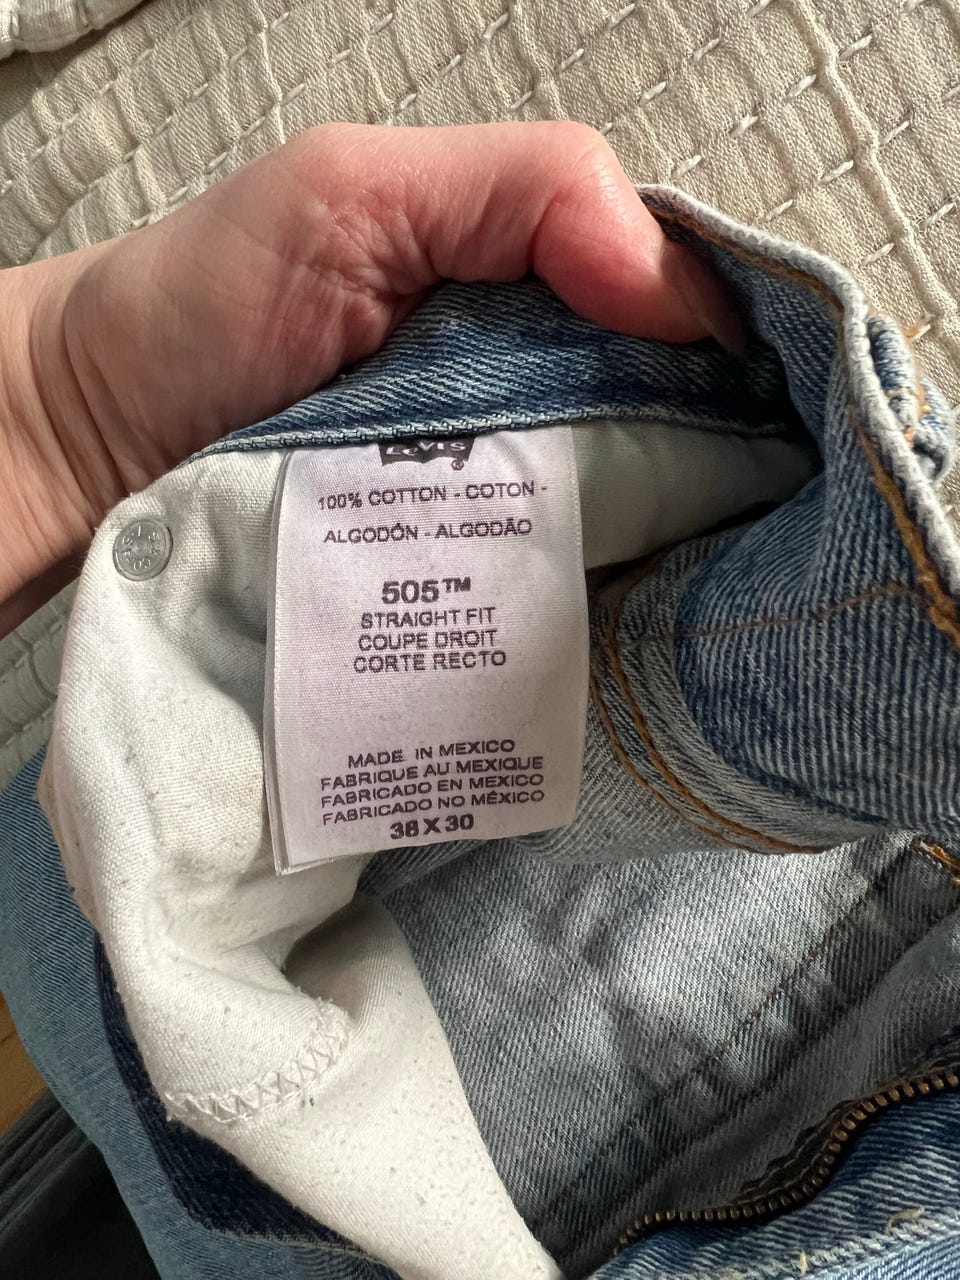 LEVI'S
®
100% COTTON - COTON -
ALGODÓN - ALGODÃO
505™
STRAIGHT FIT
COUPE DROIT
CORTE RECTO
MADE IN MEXICO
FABRIQUE AU MEXIQUE
FABRICADO EN MEXICO
FABRICADO NO MÉXICO
38 X 30